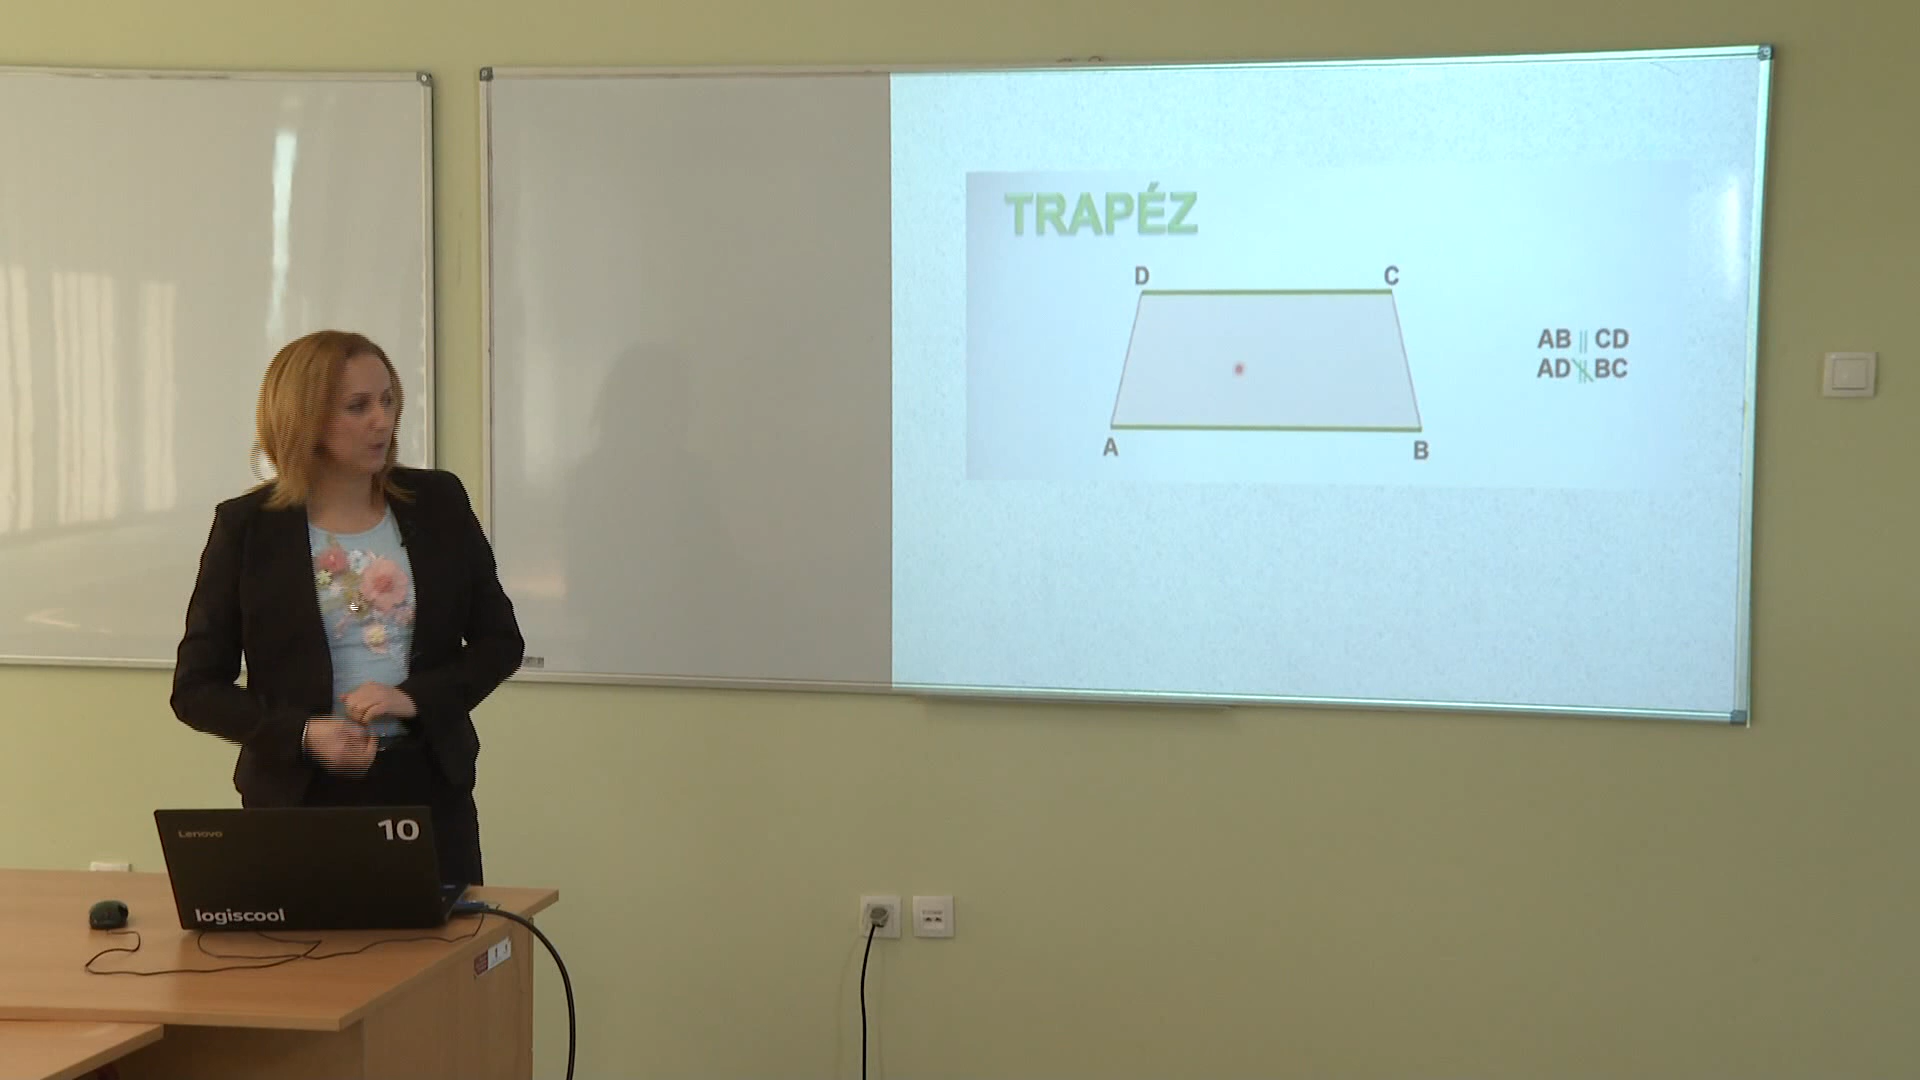 TRAPÉZ
D C
AB || CD
AD ∦ BC
A B
Lenovo
10
logiscool